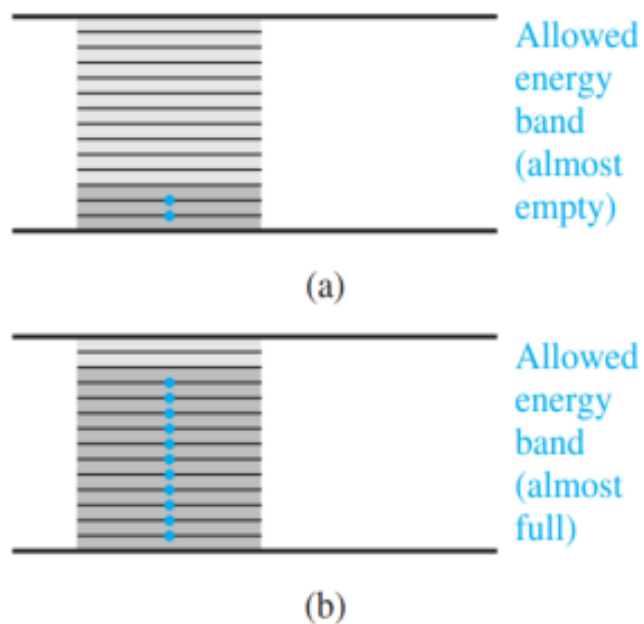 Allowed
energy
band
(almost
empty)
(a)
Allowed
energy
band
(almost
full)
(b)